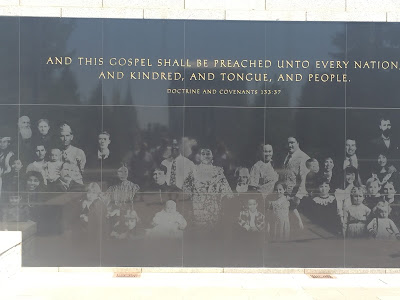 AND THIS GOSPEL SHALL BE PREACHED UNTO EVERY NATION,
AND KINDRED, AND TONGUE, AND PEOPLE.
DOCTRINE AND COVENANTS 133:37